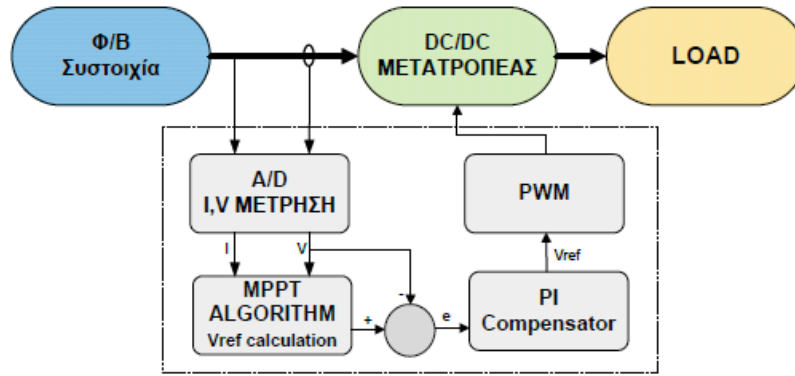 Φ/Β
Συστοιχία
DC/DC
ΜΕΤΑΤΡΟΠΕΑΣ
LOAD
A/D
I,V ΜΕΤΡΗΣΗ
PWM
I
V
Vref
MPPT
ALGORITHM
Vref calculation
+
-
e
PI
Compensator